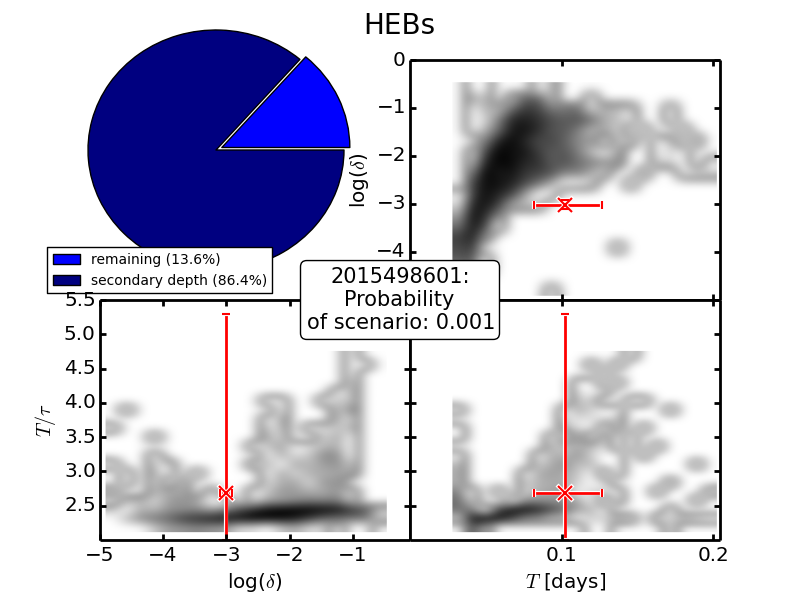 HEBs
remaining (13.6%)
secondary depth (86.4%)
log(δ)
0
−1
−2
−3
−4
2015498601:
Probability
of scenario: 0.001
T/τ
5.5
5.0
4.5
4.0
3.5
3.0
2.5
−5 −4 −3 −2 −1
log(δ)
0.1 0.2
T [days]